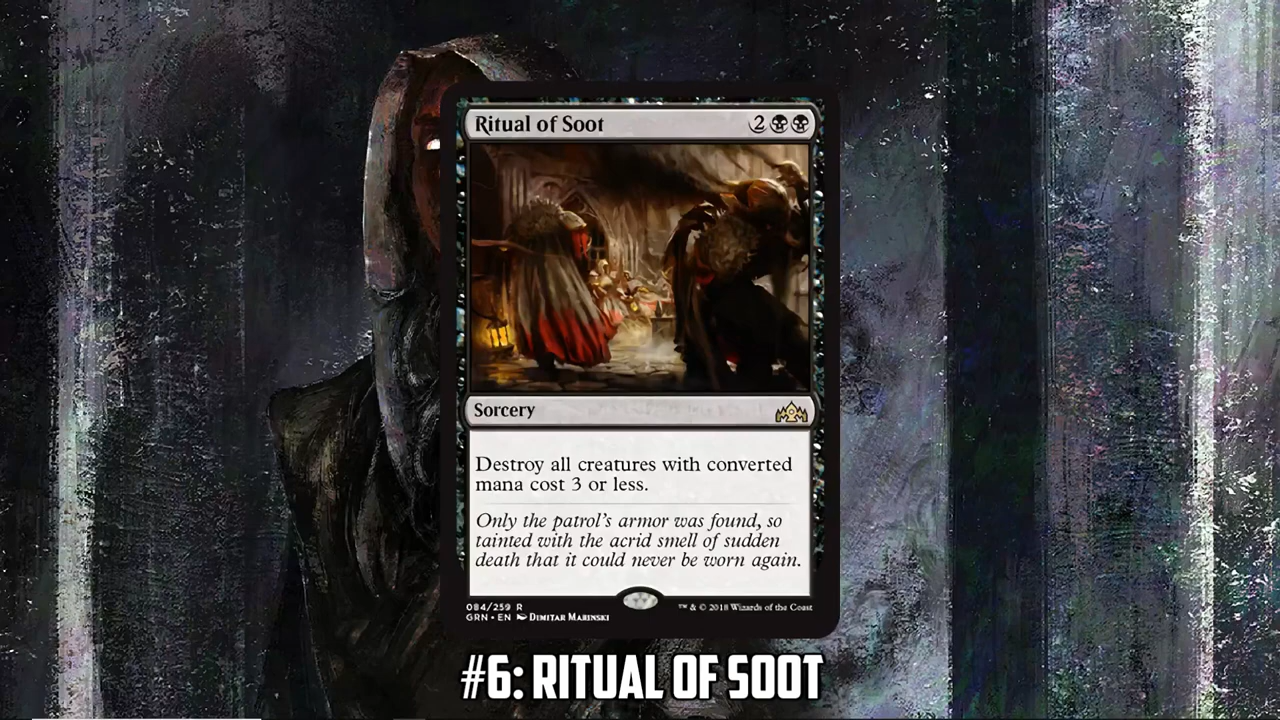 Ritual of Soot 2
Sorcery
Destroy all creatures with converted
mana cost 3 or less.
Only the patrol's armor was found, so
tainted with the acrid smell of sudden
death that it could never be worn again.
084/259 R
™ & © 2018 Wizards of the Coast
GRN • EN DIMITAR MARINSKI
#6: RITUAL OF SOOT